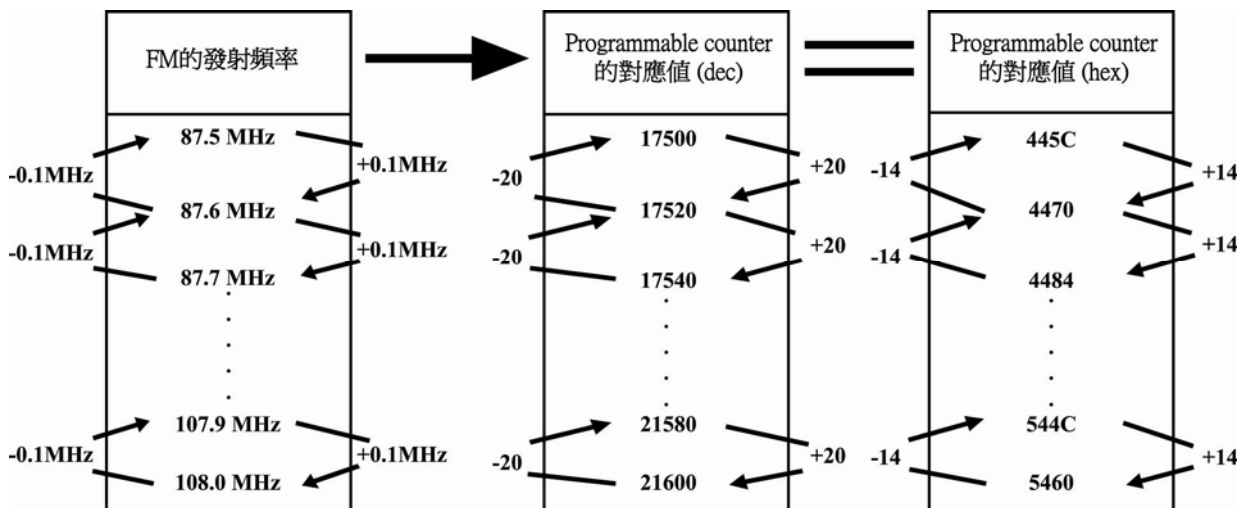 FM的發射頻率
87.5 MHz
87.6 MHz
87.7 MHz
107.9 MHz
108.0 MHz
-0.1MHz
-0.1MHz
-0.1MHz
+0.1MHz
+0.1MHz
+0.1MHz
Programmable counter
的對應值 (dec)
17500
17520
17540
21580
21600
-20
-20
-20
+20
+20
+20
Programmable counter
的對應值 (hex)
445C
4470
4484
544C
5460
-14
-14
-14
+14
+14
+14